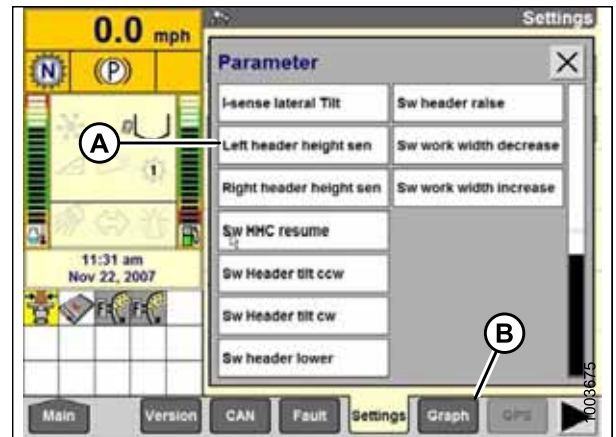 0.0 mph
Settings
N
(P)
Parameter
I-sense lateral Tilt
Sw header raise
A
Left header height sen
Sw work width decrease
1
Right header height sen
Sw work width increase
Sw HHC resume
11:31 am
Nov 22, 2007
Sw Header tilt ccw
Sw Header tilt cw
B
Sw header lower
Main
Version
CAN
Fault
Settings
Graph
GPS
1003675